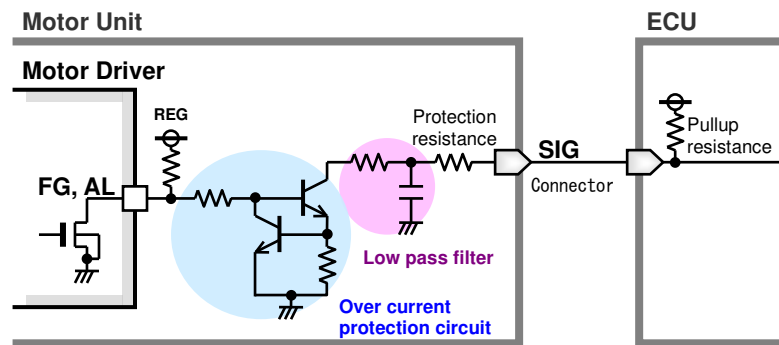 Motor Unit
ECU
Motor Driver
REG
Protection
resistance
SIG
Connector
Pullup
resistance
FG, AL
Low pass filter
Over current
protection circuit